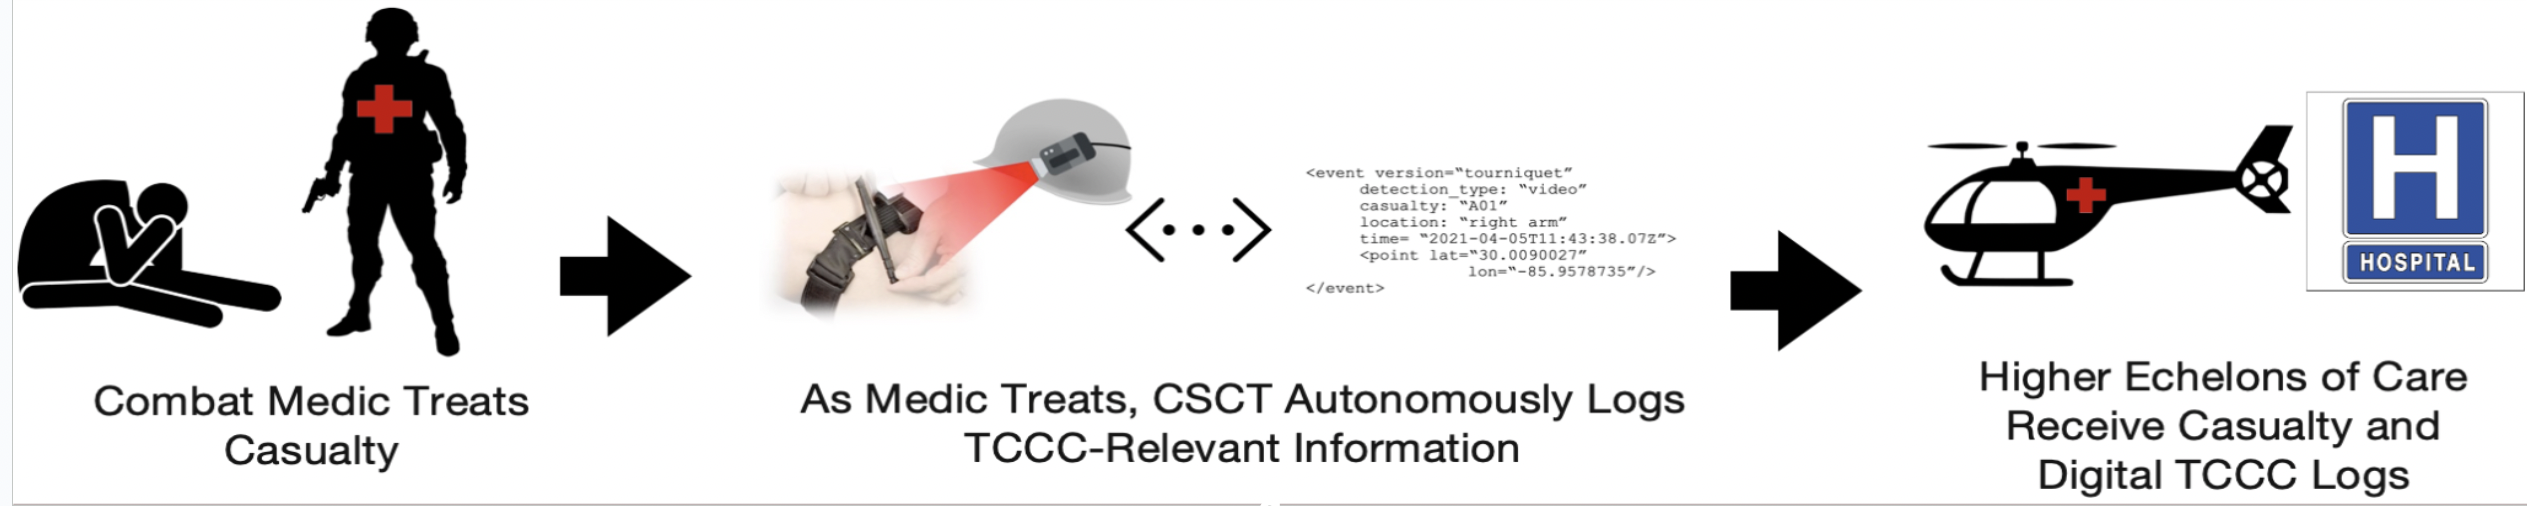 Combat Medic Treats
Casualty
<event version="tourniquet”
detection_type: “video”
casualty: “A01”
location: “right arm”
time= “2021-04-05T11:43:38.07Z”>
<point lat=“30.0090027”
lon=“-85.9578735”/>
</event>
As Medic Treats, CSCT Autonomously Logs
TCCC-Relevant Information
H
HOSPITAL
Higher Echelons of Care
Receive Casualty and
Digital TCCC Logs